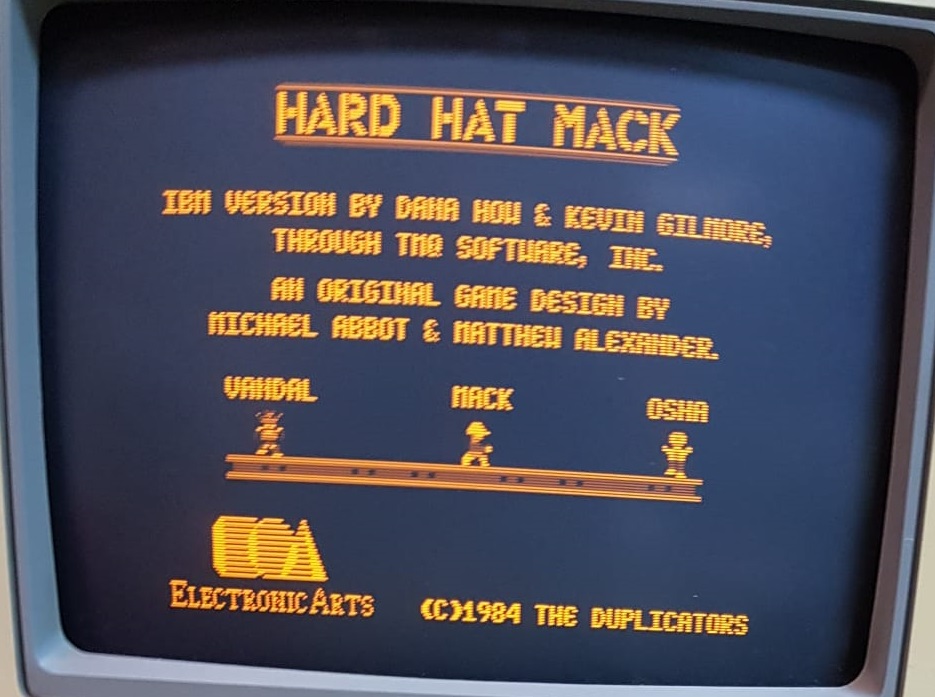 HARD HAT MACK
IBM VERSION BY DANA HOW & KEVIN GILMORE,
THROUGH TMQ SOFTWARE, INC.
AN ORIGINAL GAME DESIGN BY
MICHAEL ABBOT & MATTHEW ALEXANDER.
VANDAL MACK OSHA
ELECTRONIC ARTS
(C)1984 THE DUPLICATORS